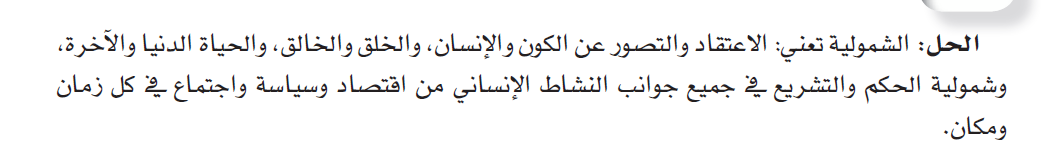 الحل: الشمولية تعني: الاعتقاد والتصور عن الكون والإنسان، والخلق والخالق، والحياة الدنيا والآخرة،
وشمولية الحكم والتشريع في جميع جوانب النشاط الإنساني من اقتصاد وسياسة واجتماع في كل زمان
ومكان.